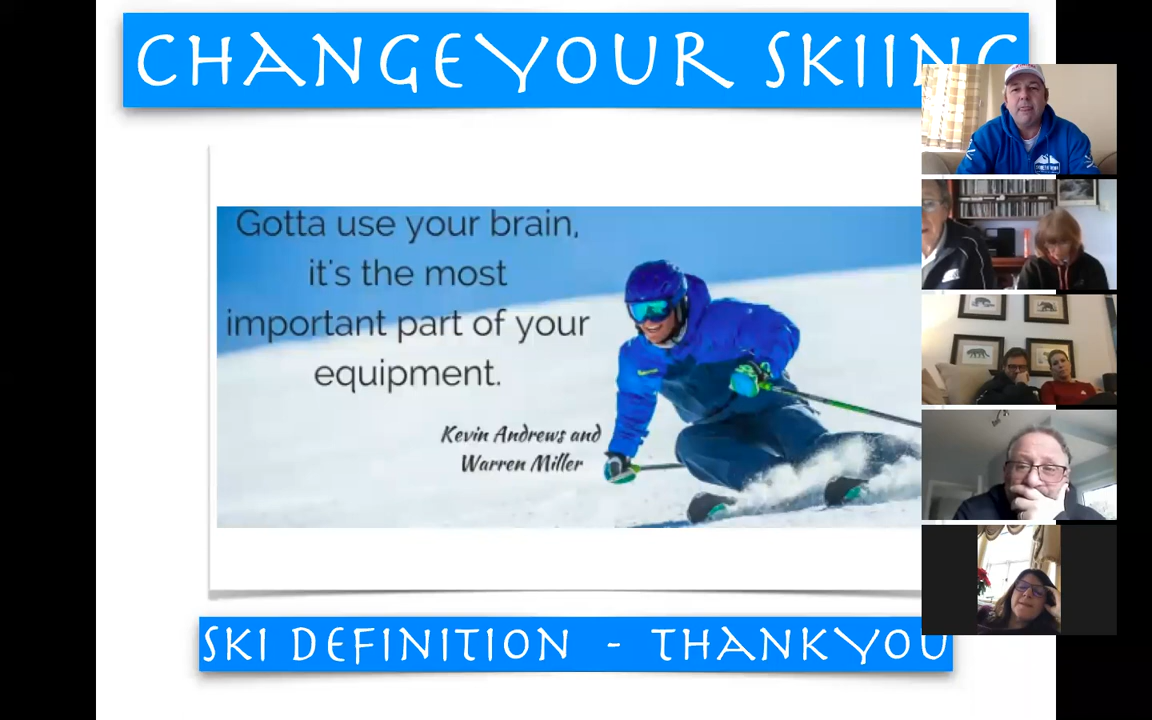 CHANGE YOUR SKIING
Gotta use your brain,
it's the most
important part of your
equipment.
Kevin Andrews and
Warren Miller
SKI DEFINITION - THANK YOU